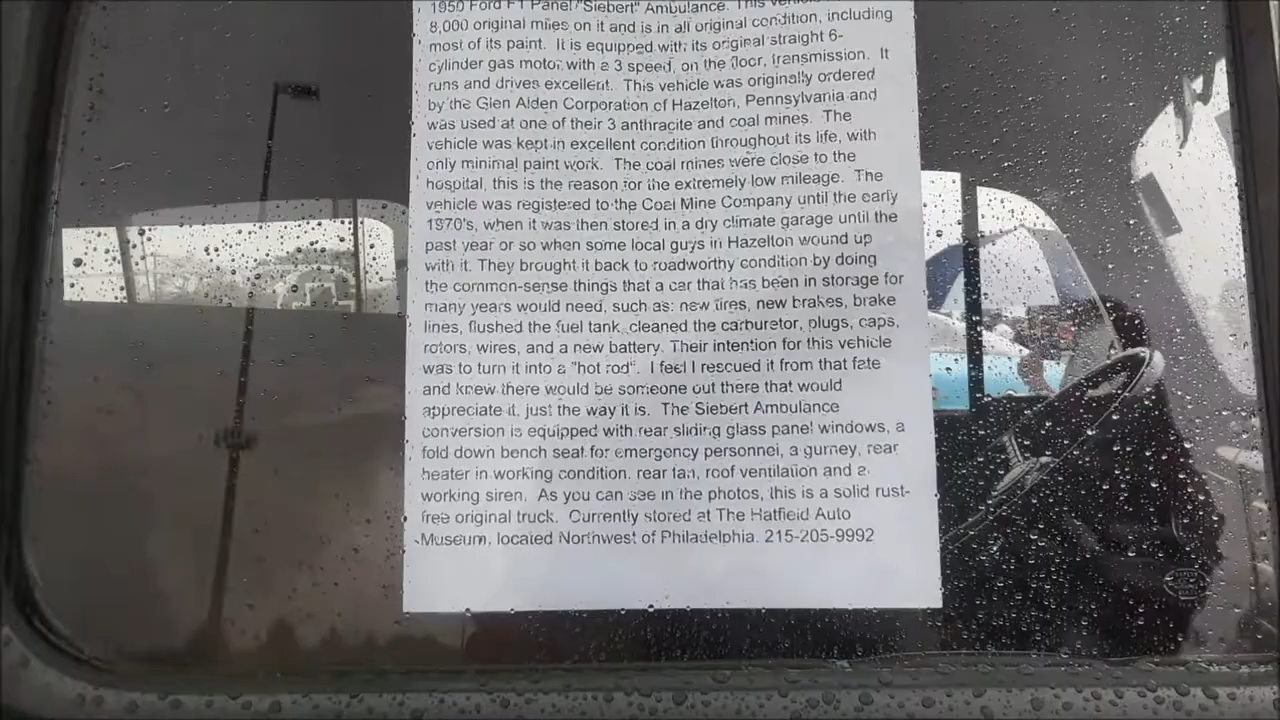 1950 Ford F1 Panel/"Siebert" Ambulance. This
8,000 original miles on it and is in all original condition, including
most of its paint. It is equipped with its original straight 6-
cylinder gas motor with a 3 speed, on the floor, transmission. It
runs and drives excellent. This vehicle was originally ordered
by the Glen Alden Corporation of Hazelton, Pennsylvania and
was used at one of their 3 anthracite and coal mines. The
vehicle was kept in excellent condition throughout its life, with
only minimal paint work. The coal mines were close to the
hospital, this is the reason for the extremely low mileage. The
vehicle was registered to the Coal Mine Company until the early
1970's, when it was then stored in a dry climate garage until the
past year or so when some local guys in Hazelton wound up
with it. They brought it back to roadworthy condition by doing
the common-sense things that a car that has been in storage for
many years would need, such as: new tires, new brakes, brake
lines, flushed the fuel tank, cleaned the carburetor, plugs, caps,
rotors, wires, and a new battery. Their intention for this vehicle
was to turn it into a "hot rod". I feel I rescued it from that fate
and knew there would be someone out there that would
appreciate it, just the way it is. The Siebert Ambulance
conversion is equipped with rear sliding glass panel windows, a
fold down bench seat for emergency personnel, a gurney, rear
heater in working condition, rear fan, roof ventilation and a
working siren. As you can see in the photos, this is a solid rust-
free original truck. Currently stored at The Hatfield Auto
Museum, located Northwest of Philadelphia. 215-205-9992